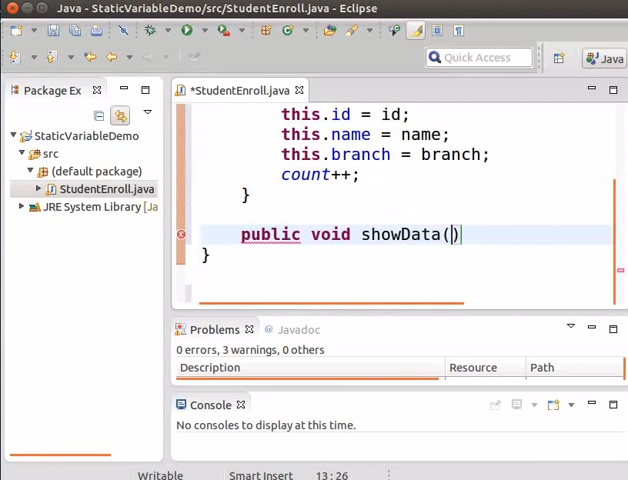 Java - StaticVariableDemo/src/StudentEnroll.java - Eclipse
Quick Access
Java
Package Ex
*StudentEnroll.java
StaticVariableDemo
src
(default package)
StudentEnroll.java
JRE System Library [Ja
this.id = id;
this.name = name;
this.branch = branch;
count++;
}
public void showData()
}
Problems
Javadoc
0 errors, 3 warnings, 0 others
Description Resource Path
Console
No consoles to display at this time.
Writable Smart Insert 13 : 26